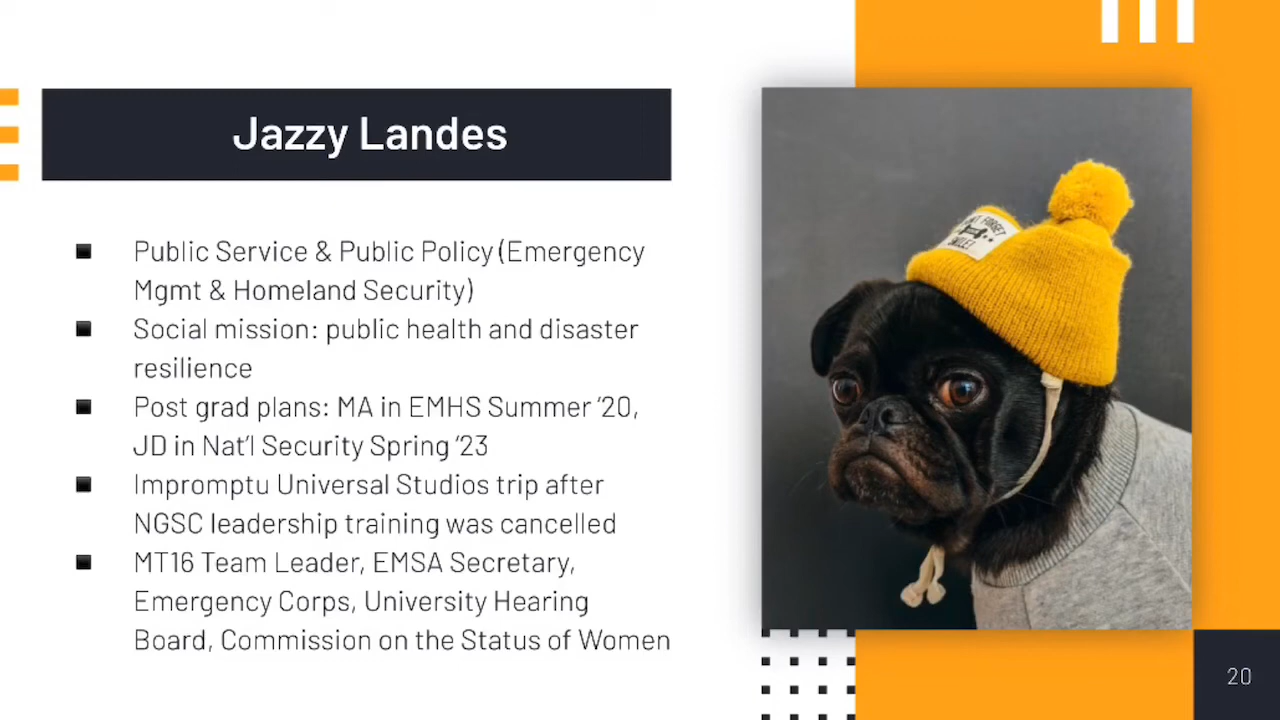 Jazzy Landes
Public Service & Public Policy (Emergency
Mgmt & Homeland Security)
Social mission: public health and disaster
resilience
Post grad plans: MA in EMHS Summer ‘20,
JD in Nat’l Security Spring ‘23
Impromptu Universal Studios trip after
NGSC leadership training was cancelled
MT16 Team Leader, EMSA Secretary,
Emergency Corps, University Hearing
Board, Commission on the Status of Women
FORGET
SMILE!
20